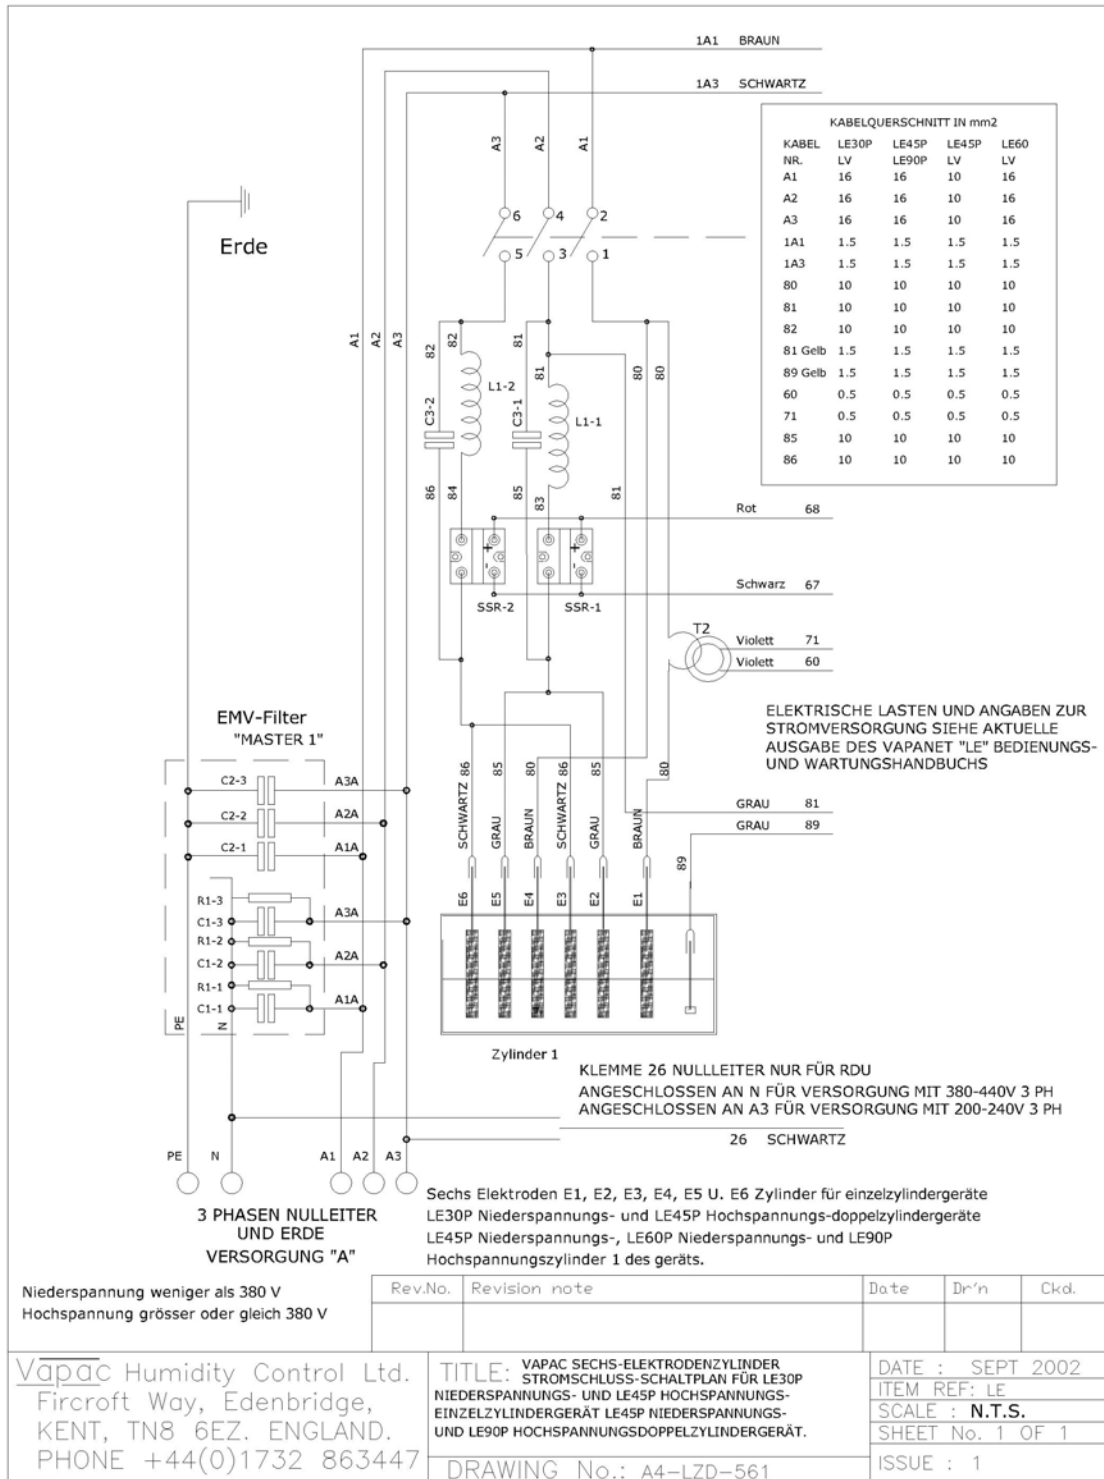 1A1 BRAUN
1A3 SCHWARTZ
A3
A2
A1
KABELQUERSCHNITT IN mm2
KABEL LE30P LE45P LE45P LE60
NR. LV LE90P LV LV
A1 16 16 10 16
A2 16 16 10 16
A3 16 16 10 16
1A1 1.5 1.5 1.5 1.5
1A3 1.5 1.5 1.5 1.5
80 10 10 10 10
81 10 10 10 10
82 10 10 10 10
81 Gelb 1.5 1.5 1.5 1.5
89 Gelb 1.5 1.5 1.5 1.5
60 0.5 0.5 0.5 0.5
71 0.5 0.5 0.5 0.5
85 10 10 10 10
86 10 10 10 10
6 4 2
5 3 1
Erde
A1 A2 A3
82 82 81 81 80 80
L1-2
C3-2
C3-1
L1-1
86 84 85 83 81
Rot 68
+ +
- -
Schwarz 67
SSR-2 SSR-1
T2
Violett 71
Violett 60
ELEKTRISCHE LASTEN UND ANGABEN ZUR
STROMVERSORGUNG SIEHE AKTUELLE
AUSGABE DES VAPANET "LE" BEDIENUNGS-
UND WARTUNGSHANDBUCHS
EMV-Filter
"MASTER 1"
C2-3 A3A
C2-2 A2A
C2-1 A1A
R1-3
C1-3 A3A
R1-2
C1-2 A2A
R1-1
C1-1 A1A
PE N
SCHWARTZ 86
GRAU 85
BRAUN 80
SCHWARTZ 86
GRAU 85
BRAUN
80
GRAU 81
GRAU 89
89
E6 E5 E4 E3 E2 E1
Zylinder 1
KLEMME 26 NULLLEITER NUR FÜR RDU
ANGESCHLOSSEN AN N FÜR VERSORGUNG MIT 380-440V 3 PH
ANGESCHLOSSEN AN A3 FÜR VERSORGUNG MIT 200-240V 3 PH
26 SCHWARTZ
PE N A1 A2 A3
3 PHASEN NULLEITER
UND ERDE
VERSORGUNG "A"
Sechs Elektroden E1, E2, E3, E4, E5 U. E6 Zylinder für einzelzylindergeräte
LE30P Niederspannungs- und LE45P Hochspannungs-doppelzylindergeräte
LE45P Niederspannungs-, LE60P Niederspannungs- und LE90P
Hochspannungszylinder 1 des geräts.
Niederspannung weniger als 380 V
Hochspannung grösser oder gleich 380 V
Rev.No. Revision note Date Dr'n Ckd.
Vapac Humidity Control Ltd.
Fircroft Way, Edenbridge,
KENT, TN8 6EZ. ENGLAND.
PHONE +44(0)1732 863447
TITLE: VAPAC SECHS-ELEKTRODENZYLINDER
STROMSCHLUSS-SCHALTPLAN FÜR LE30P
NIEDERSPANNUNGS- UND LE45P HOCHSPANNUNGS-
EINZELZYLINDERGERÄT LE45P NIEDERSPANNUNGS-
UND LE90P HOCHSPANNUNGSDOPPELZYLINDERGERÄT.
DRAWING No.: A4-LZD-561
DATE : SEPT 2002
ITEM REF: LE
SCALE : N.T.S.
SHEET No. 1 OF 1
ISSUE : 1